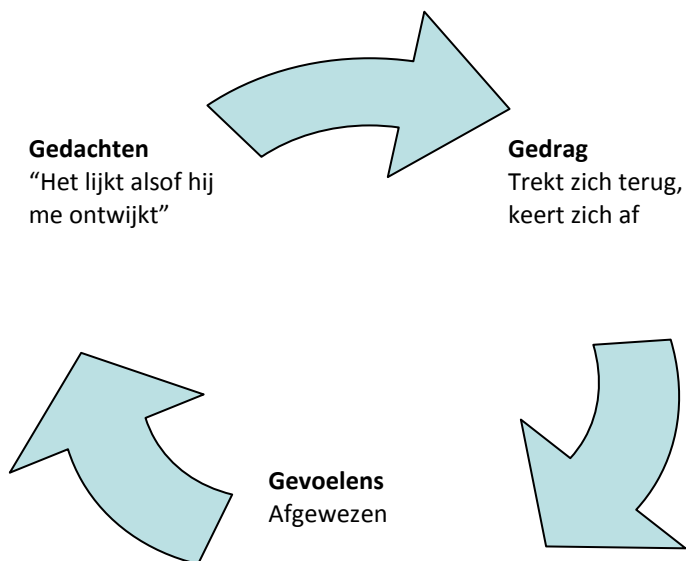 Gedachten
“Het lijkt alsof hij
me ontwijkt”
Gedrag
Trekt zich terug,
keert zich af
Gevoelens
Afgewezen